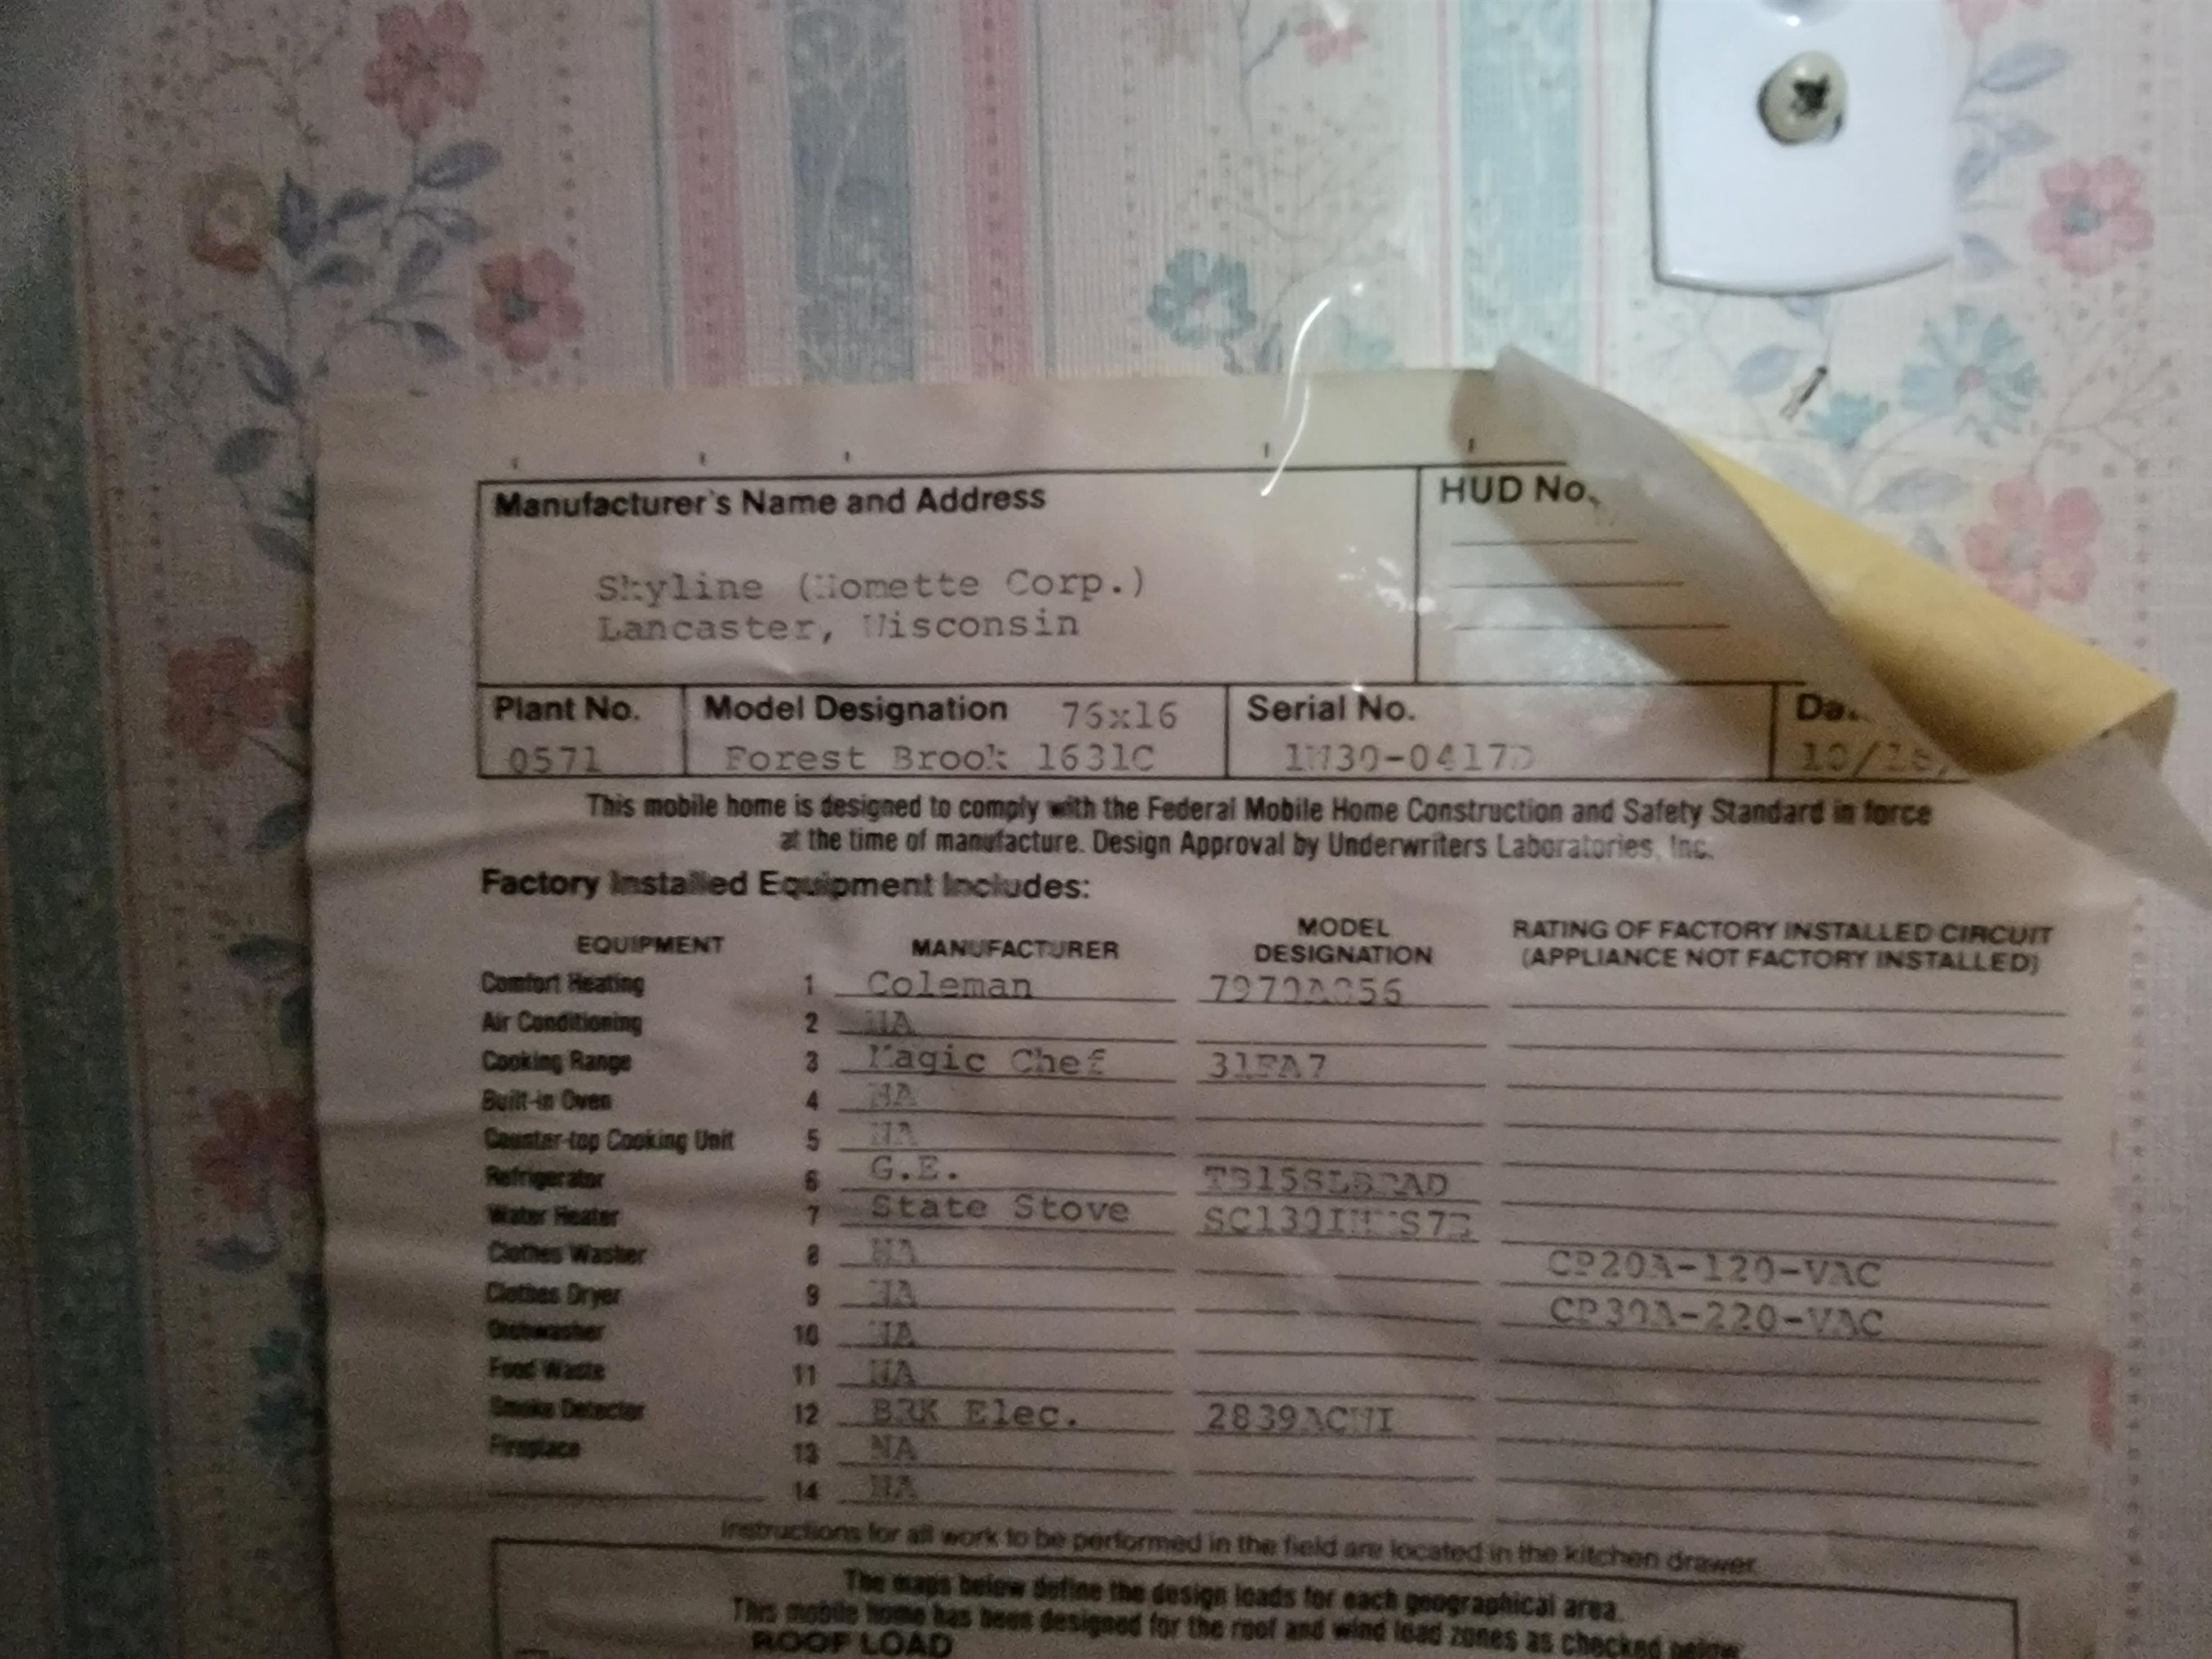 Manufacturer's Name and Address
HUD No.
Skyline (Homette Corp.)
Lancaster, Wisconsin
Plant No.
Model Designation 76x16
Serial No.
0571
Forest Brook 1631C
10/16/
This mobile home is designed to comply with the Federal Mobile Home Construction and Safety Standard in force
at the time of manufacture. Design Approval by Underwriters Laboratories, Inc.
Factory Installed Equipment Includes:
EQUIPMENT MANUFACTURER MODEL DESIGNATION RATING OF FACTORY INSTALLED CIRCUIT (APPLIANCE NOT FACTORY INSTALLED)
Comfort Heating 1 Coleman
Air Conditioning 2 NA
Cooking Range 3 Magic Chef 31FA7
Built-in Oven 4 NA
Counter-top Cooking Unit 5 NA
Refrigerator 6 G.E.
Water Heater 7 State Stove
Clothes Washer 8 NA CP20A-120-VAC
Clothes Dryer 9 NA CP30A-220-VAC
Dishwasher 10 NA
Food Waste 11 NA
Smoke Detector 12 BRK Elec.
Fireplace 13 NA
14 NA
Instructions for all work to be performed in the field are located in the kitchen drawer.
The maps below define the design loads for each geographical area.
This mobile home has been designed for the roof and wind load zones as checked below.
ROOF LOAD